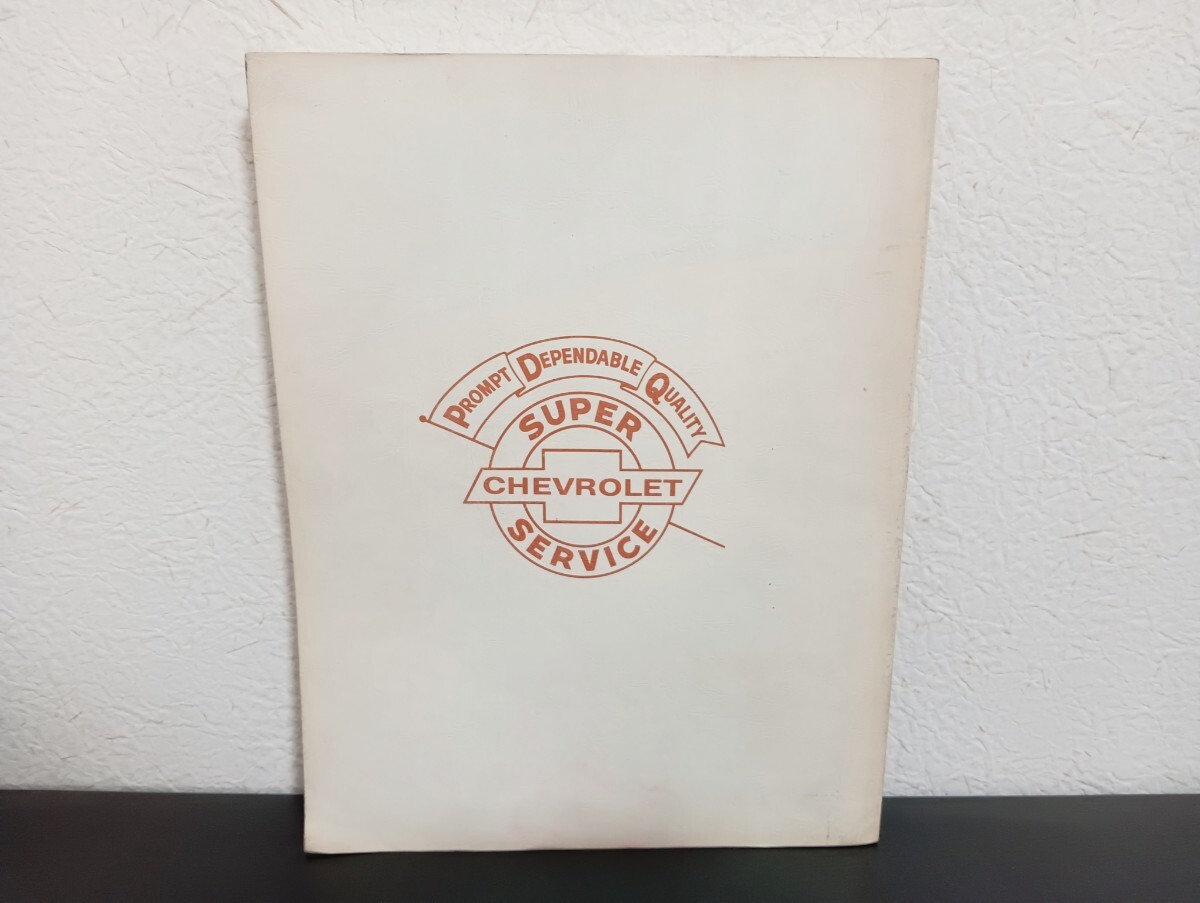 PROMPT DEPENDABLE QUALITY
SUPER
CHEVROLET
SERVICE